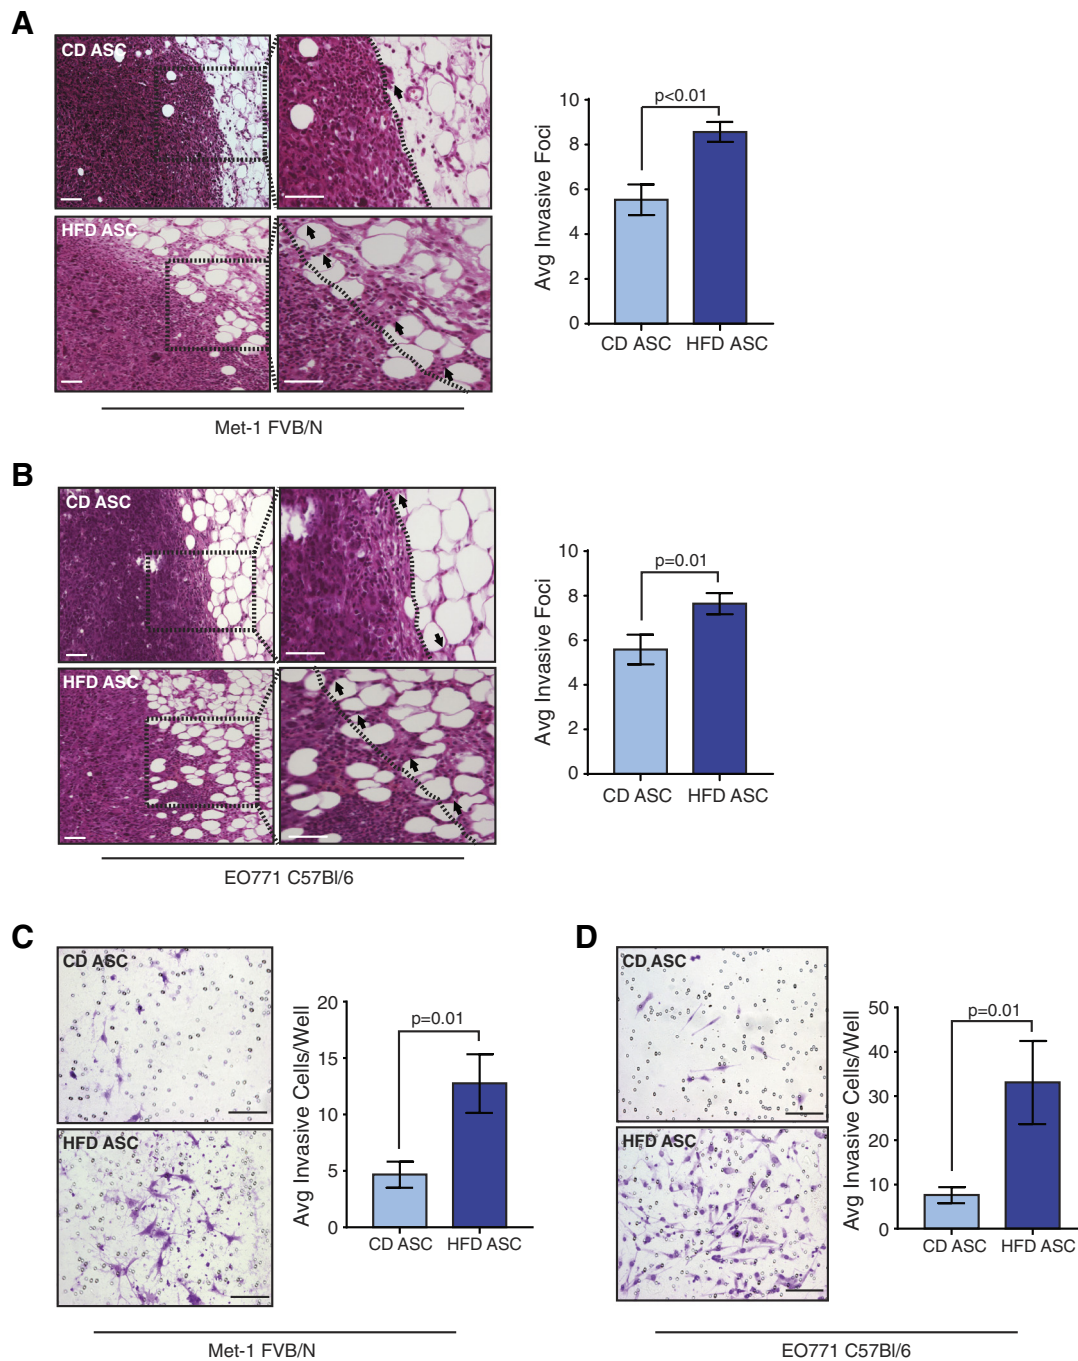 A
CD ASC
HFD ASC
Met-1 FVB/N
Avg Invasive Foci
10
8
6
4
2
0
p<0.01
CD ASC
HFD ASC
B
CD ASC
HFD ASC
EO771 C57Bl/6
Avg Invasive Foci
10
8
6
4
2
0
p=0.01
CD ASC
HFD ASC
C
CD ASC
HFD ASC
Avg Invasive Cells/Well
20
15
10
5
0
p=0.01
CD ASC
HFD ASC
Met-1 FVB/N
D
CD ASC
HFD ASC
Avg Invasive Cells/Well
50
40
30
20
10
0
p=0.01
CD ASC
HFD ASC
EO771 C57Bl/6